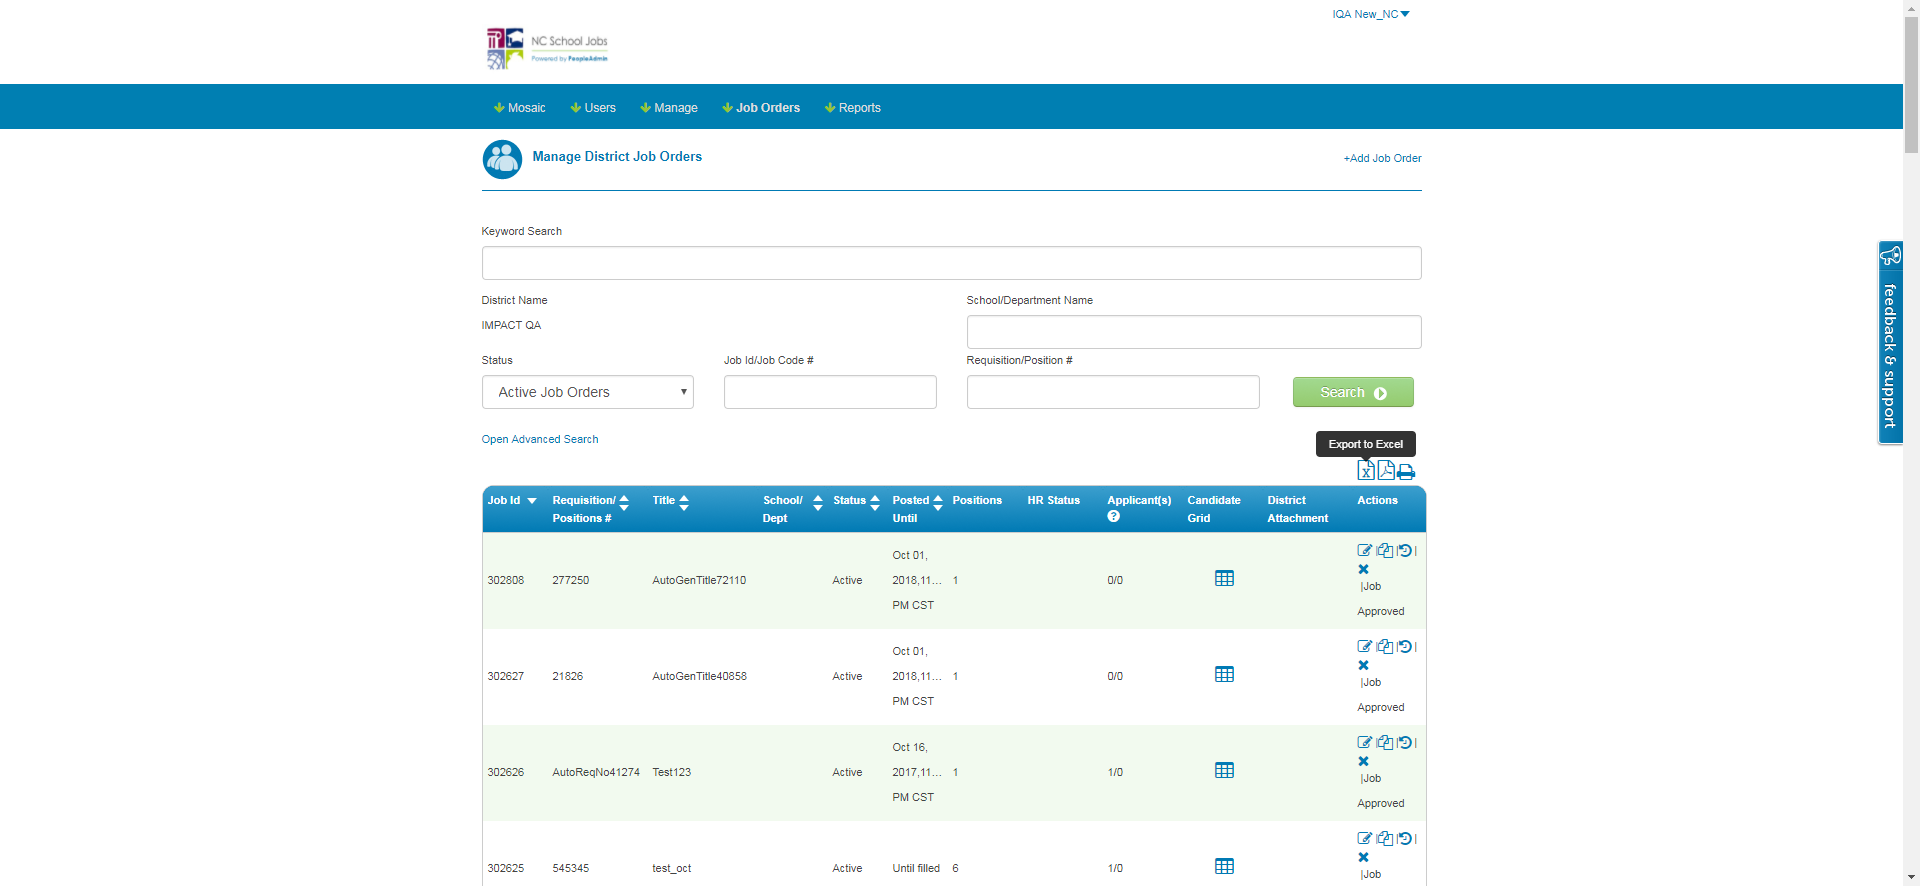 IQA New_NC
NC School Jobs
Powered by PeopleAdmin
Mosaic Users Manage Job Orders Reports
Manage District Job Orders
+Add Job Order
Keyword Search
District Name School/Department Name
IMPACT QA
Status Job Id/Job Code # Requisition/Position #
Active Job Orders
Search
Open Advanced Search
Export to Excel
feedback & support
Job Id Requisition/ Title School/ Status Posted Positions HR Status Applicant(s) Candidate District Actions
Positions # Dept Until ? Grid Attachment
Oct 01,
302808 277250 AutoGenTitle72110 Active 2018,11... 1 0/0
PM CST
|Job
Approved
Oct 01,
302627 21826 AutoGenTitle40858 Active 2018,11... 1 0/0
PM CST
|Job
Approved
Oct 16,
302626 AutoReqNo41274 Test123 Active 2017,11... 1 1/0
PM CST
|Job
Approved
302625 545345 test_oct Active Until filled 6 1/0
|Job